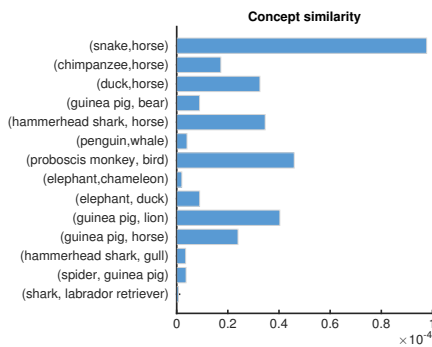 Concept similarity
(snake,horse)
(chimpanzee,horse)
(duck,horse)
(guinea pig, bear)
(hammerhead shark, horse)
(penguin,whale)
(proboscis monkey, bird)
(elephant,chameleon)
(elephant, duck)
(guinea pig, lion)
(guinea pig, horse)
(hammerhead shark, gull)
(spider, guinea pig)
(shark, labrador retriever)
0 0.2 0.4 0.6 0.8 1
×10⁻⁴